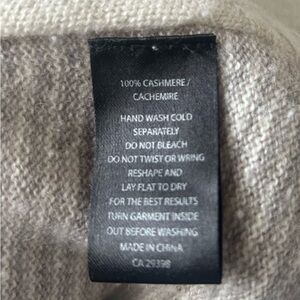 100% CASHMERE /
CACHEMIRE
HAND WASH COLD
SEPARATELY
DO NOT BLEACH
DO NOT TWIST OR WRING
RESHAPE AND
LAY FLAT TO DRY
FOR THE BEST RESULTS
TURN GARMENT INSIDE
OUT BEFORE WASHING
MADE IN CHINA
CA 29398